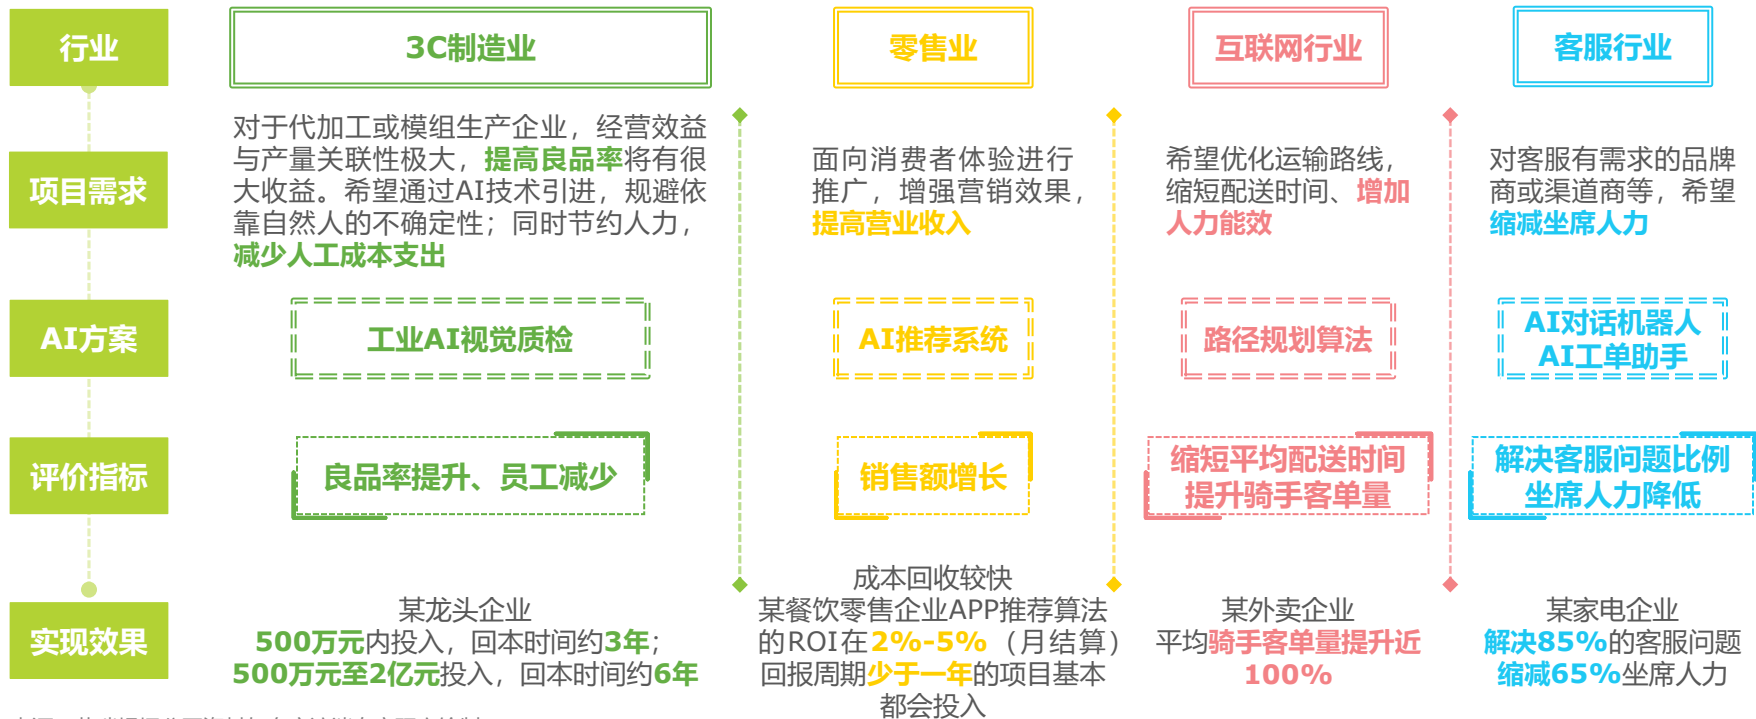 行业
3C制造业
零售业
互联网行业
客服行业
项目需求
对于代加工或模组生产企业，经营效益
与产量关联性极大，提高良品率将有很
大收益。希望通过AI技术引进，规避依
靠自然人的不确定性；同时节约人力，
减少人工成本支出
面向消费者体验进行
推广，增强营销效果，
提高营业收入
希望优化运输路线，
缩短配送时间、增加
人力能效
对客服有需求的品牌
商或渠道商等，希望
缩减坐席人力
AI方案
工业AI视觉质检
AI推荐系统
路径规划算法
AI对话机器人
AI工单助手
评价指标
良品率提升、员工减少
销售额增长
缩短平均配送时间
提升骑手客单量
解决客服问题比例
坐席人力降低
实现效果
某龙头企业
500万元内投入，回本时间约3年；
500万元至2亿元投入，回本时间约6年
成本回收较快
某餐饮零售企业APP推荐算法
的ROI在2%-5%（月结算）
回报周期少于一年的项目基本
都会投入
某外卖企业
平均骑手客单量提升近
100%
某家电企业
解决85%的客服问题
缩减65%坐席人力